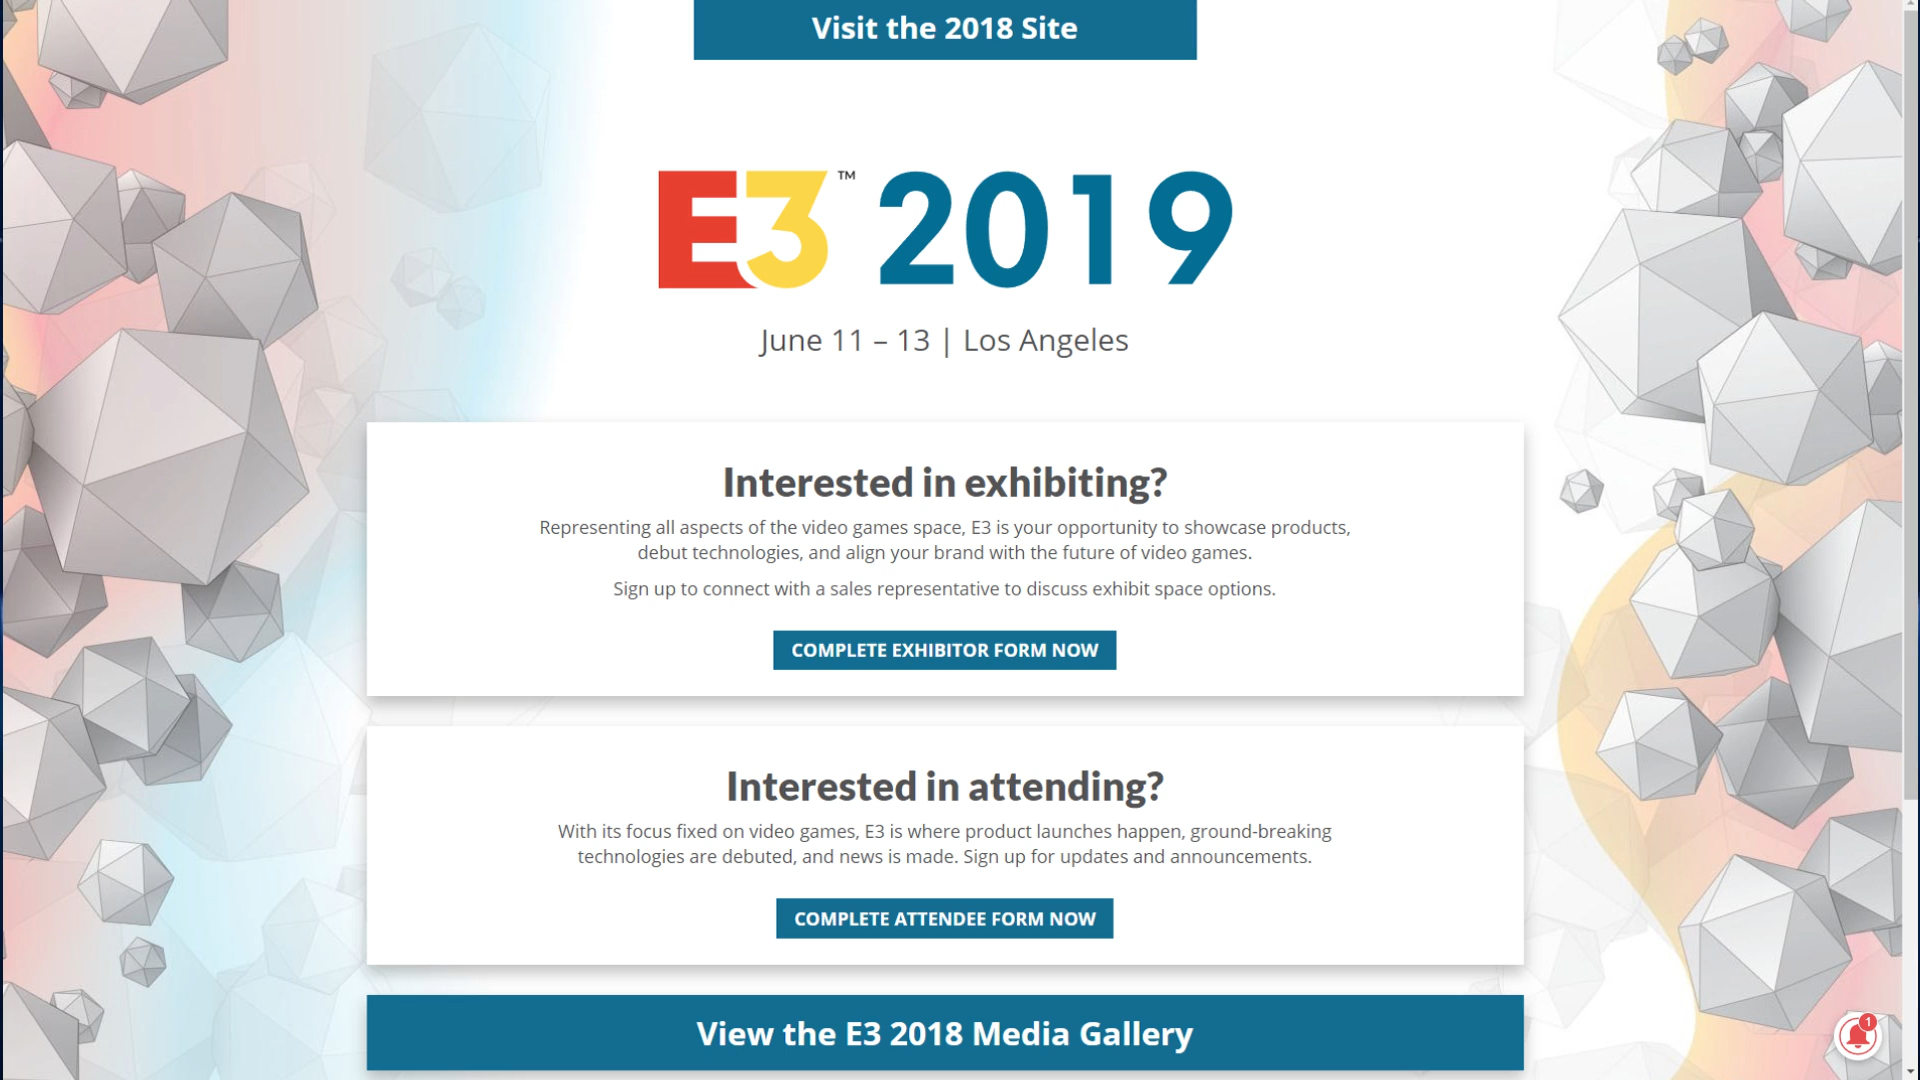 Visit the 2018 Site
E3™ 2019
June 11 – 13 | Los Angeles
Interested in exhibiting?
Representing all aspects of the video games space, E3 is your opportunity to showcase products,
debut technologies, and align your brand with the future of video games.
Sign up to connect with a sales representative to discuss exhibit space options.
COMPLETE EXHIBITOR FORM NOW
Interested in attending?
With its focus fixed on video games, E3 is where product launches happen, ground-breaking
technologies are debuted, and news is made. Sign up for updates and announcements.
COMPLETE ATTENDEE FORM NOW
View the E3 2018 Media Gallery
1